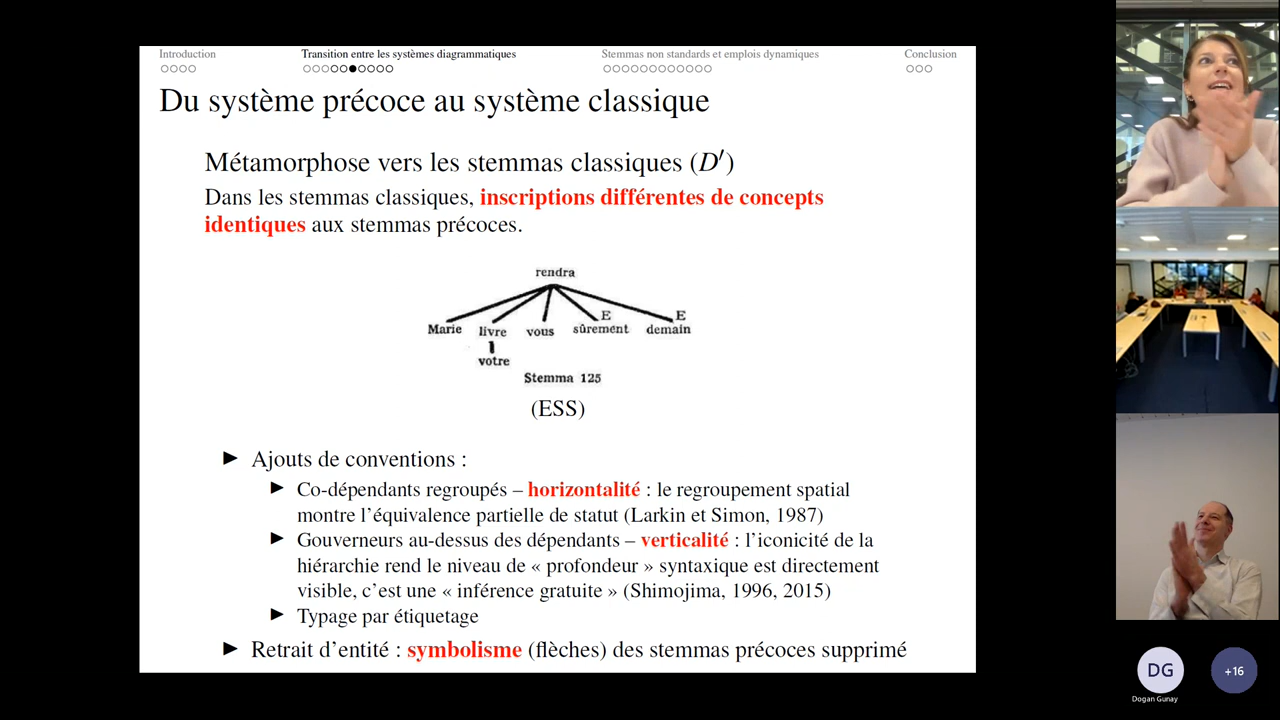 Introduction
Transition entre les systèmes diagrammatiques
Stemmas non standards et emplois dynamiques
Conclusion
Du système précoce au système classique
Métamorphose vers les stemmas classiques (D′)
Dans les stemmas classiques, inscriptions différentes de concepts
identiques aux stemmas précoces.
rendra
E E
Marie livre vous sûrement demain
votre
Stemma 125
(ESS)
► Ajouts de conventions :
► Co-dépendants regroupés – horizontalité : le regroupement spatial
montre l’équivalence partielle de statut (Larkin et Simon, 1987)
► Gouverneurs au-dessus des dépendants – verticalité : l’iconicité de la
hiérarchie rend le niveau de « profondeur » syntaxique est directement
visible, c’est une « inférence gratuite » (Shimojima, 1996, 2015)
► Typage par étiquetage
► Retrait d’entité : symbolisme (flèches) des stemmas précoces supprimé
DG
+16
Dogan Gunay